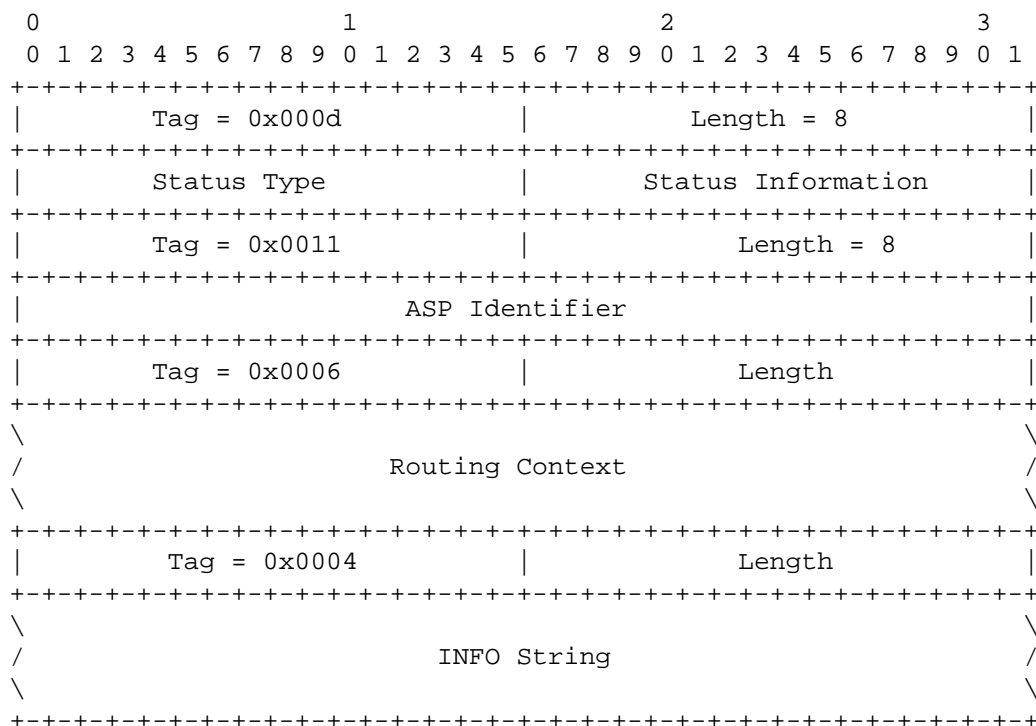 0                   1                   2                   3
 0 1 2 3 4 5 6 7 8 9 0 1 2 3 4 5 6 7 8 9 0 1 2 3 4 5 6 7 8 9 0 1
+-+-+-+-+-+-+-+-+-+-+-+-+-+-+-+-+-+-+-+-+-+-+-+-+-+-+-+-+-+-+-+-+
|        Tag = 0x000d           |          Length = 8           |
+-+-+-+-+-+-+-+-+-+-+-+-+-+-+-+-+-+-+-+-+-+-+-+-+-+-+-+-+-+-+-+-+
|        Status Type            |       Status Information      |
+-+-+-+-+-+-+-+-+-+-+-+-+-+-+-+-+-+-+-+-+-+-+-+-+-+-+-+-+-+-+-+-+
|        Tag = 0x0011           |             Length = 8        |
+-+-+-+-+-+-+-+-+-+-+-+-+-+-+-+-+-+-+-+-+-+-+-+-+-+-+-+-+-+-+-+-+
|                        ASP Identifier                         |
+-+-+-+-+-+-+-+-+-+-+-+-+-+-+-+-+-+-+-+-+-+-+-+-+-+-+-+-+-+-+-+-+
|        Tag = 0x0006           |             Length            |
+-+-+-+-+-+-+-+-+-+-+-+-+-+-+-+-+-+-+-+-+-+-+-+-+-+-+-+-+-+-+-+-+
\                                                               \
/                       Routing Context                         /
\                                                               \
+-+-+-+-+-+-+-+-+-+-+-+-+-+-+-+-+-+-+-+-+-+-+-+-+-+-+-+-+-+-+-+-+
|         Tag = 0x0004          |             Length            |
+-+-+-+-+-+-+-+-+-+-+-+-+-+-+-+-+-+-+-+-+-+-+-+-+-+-+-+-+-+-+-+-+
\                                                               \
/                          INFO String                          /
\                                                               \
+-+-+-+-+-+-+-+-+-+-+-+-+-+-+-+-+-+-+-+-+-+-+-+-+-+-+-+-+-+-+-+-+